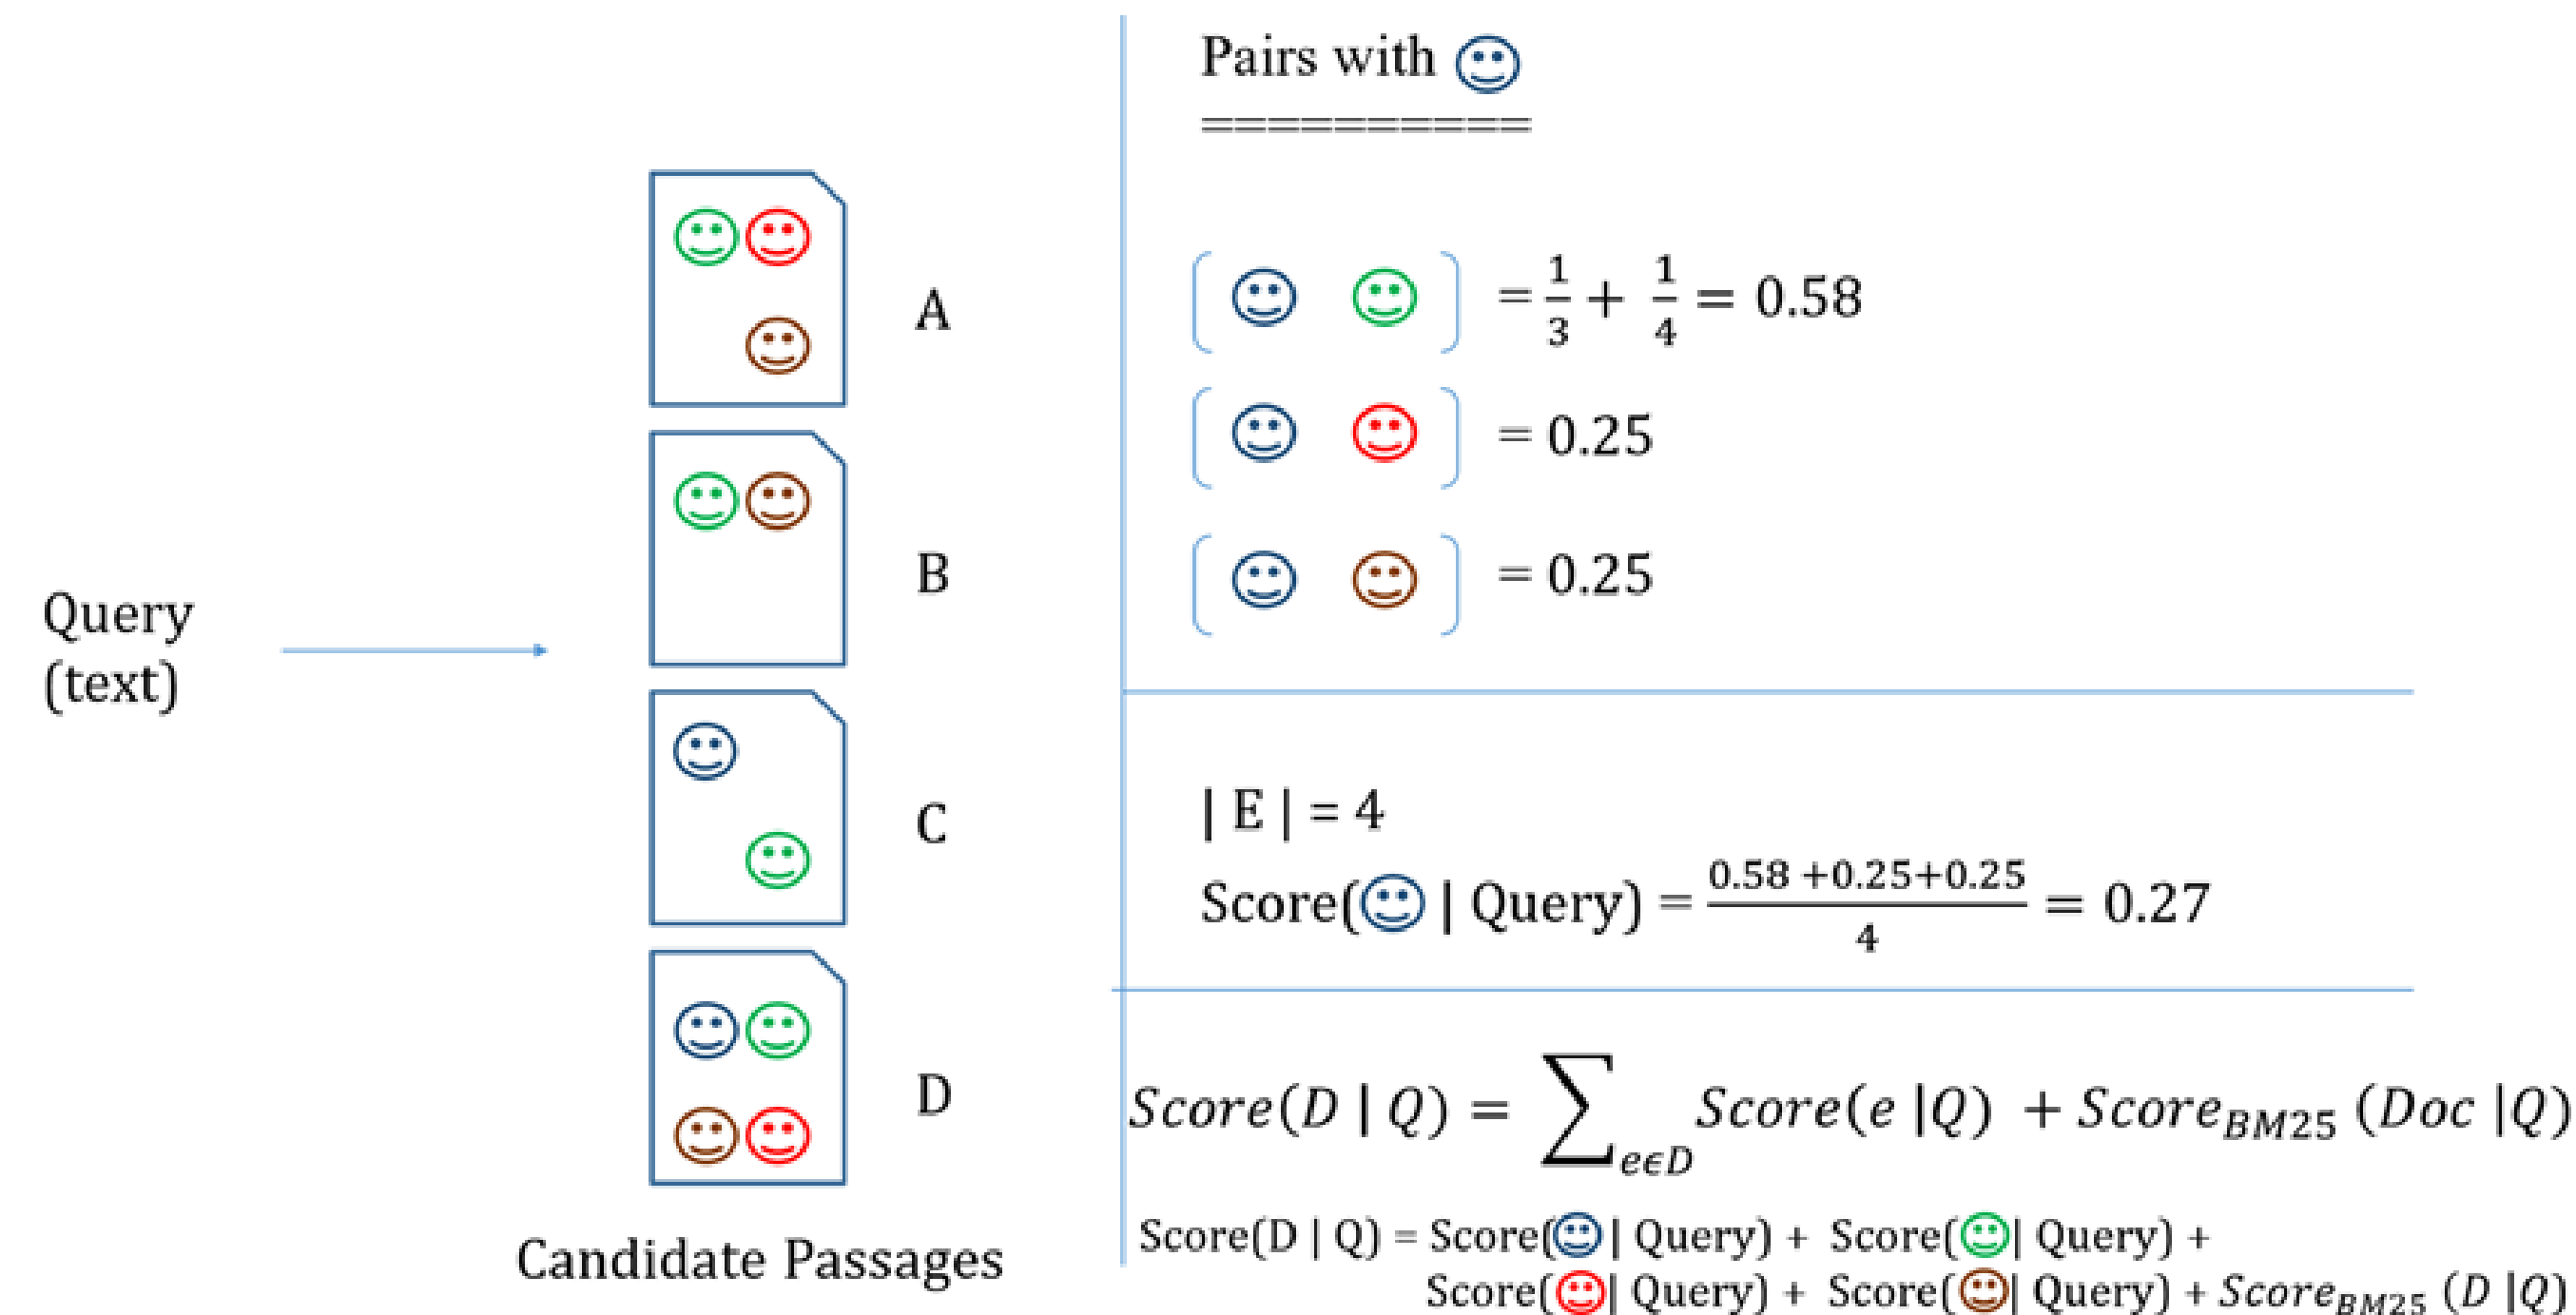 Query
(text)
A
B
C
D
Candidate Passages
Pairs with
==========
= 1/3 + 1/4 = 0.58
= 0.25
= 0.25
| E | = 4
Score( | Query) = 0.58 +0.25+0.25 / 4 = 0.27
Score(D | Q) = ∑eϵD Score(e |Q) + ScoreBM25 (Doc |Q)
Score(D | Q) = Score( | Query) + Score( | Query) +
Score( | Query) + Score( | Query) + ScoreBM25 (D |Q)